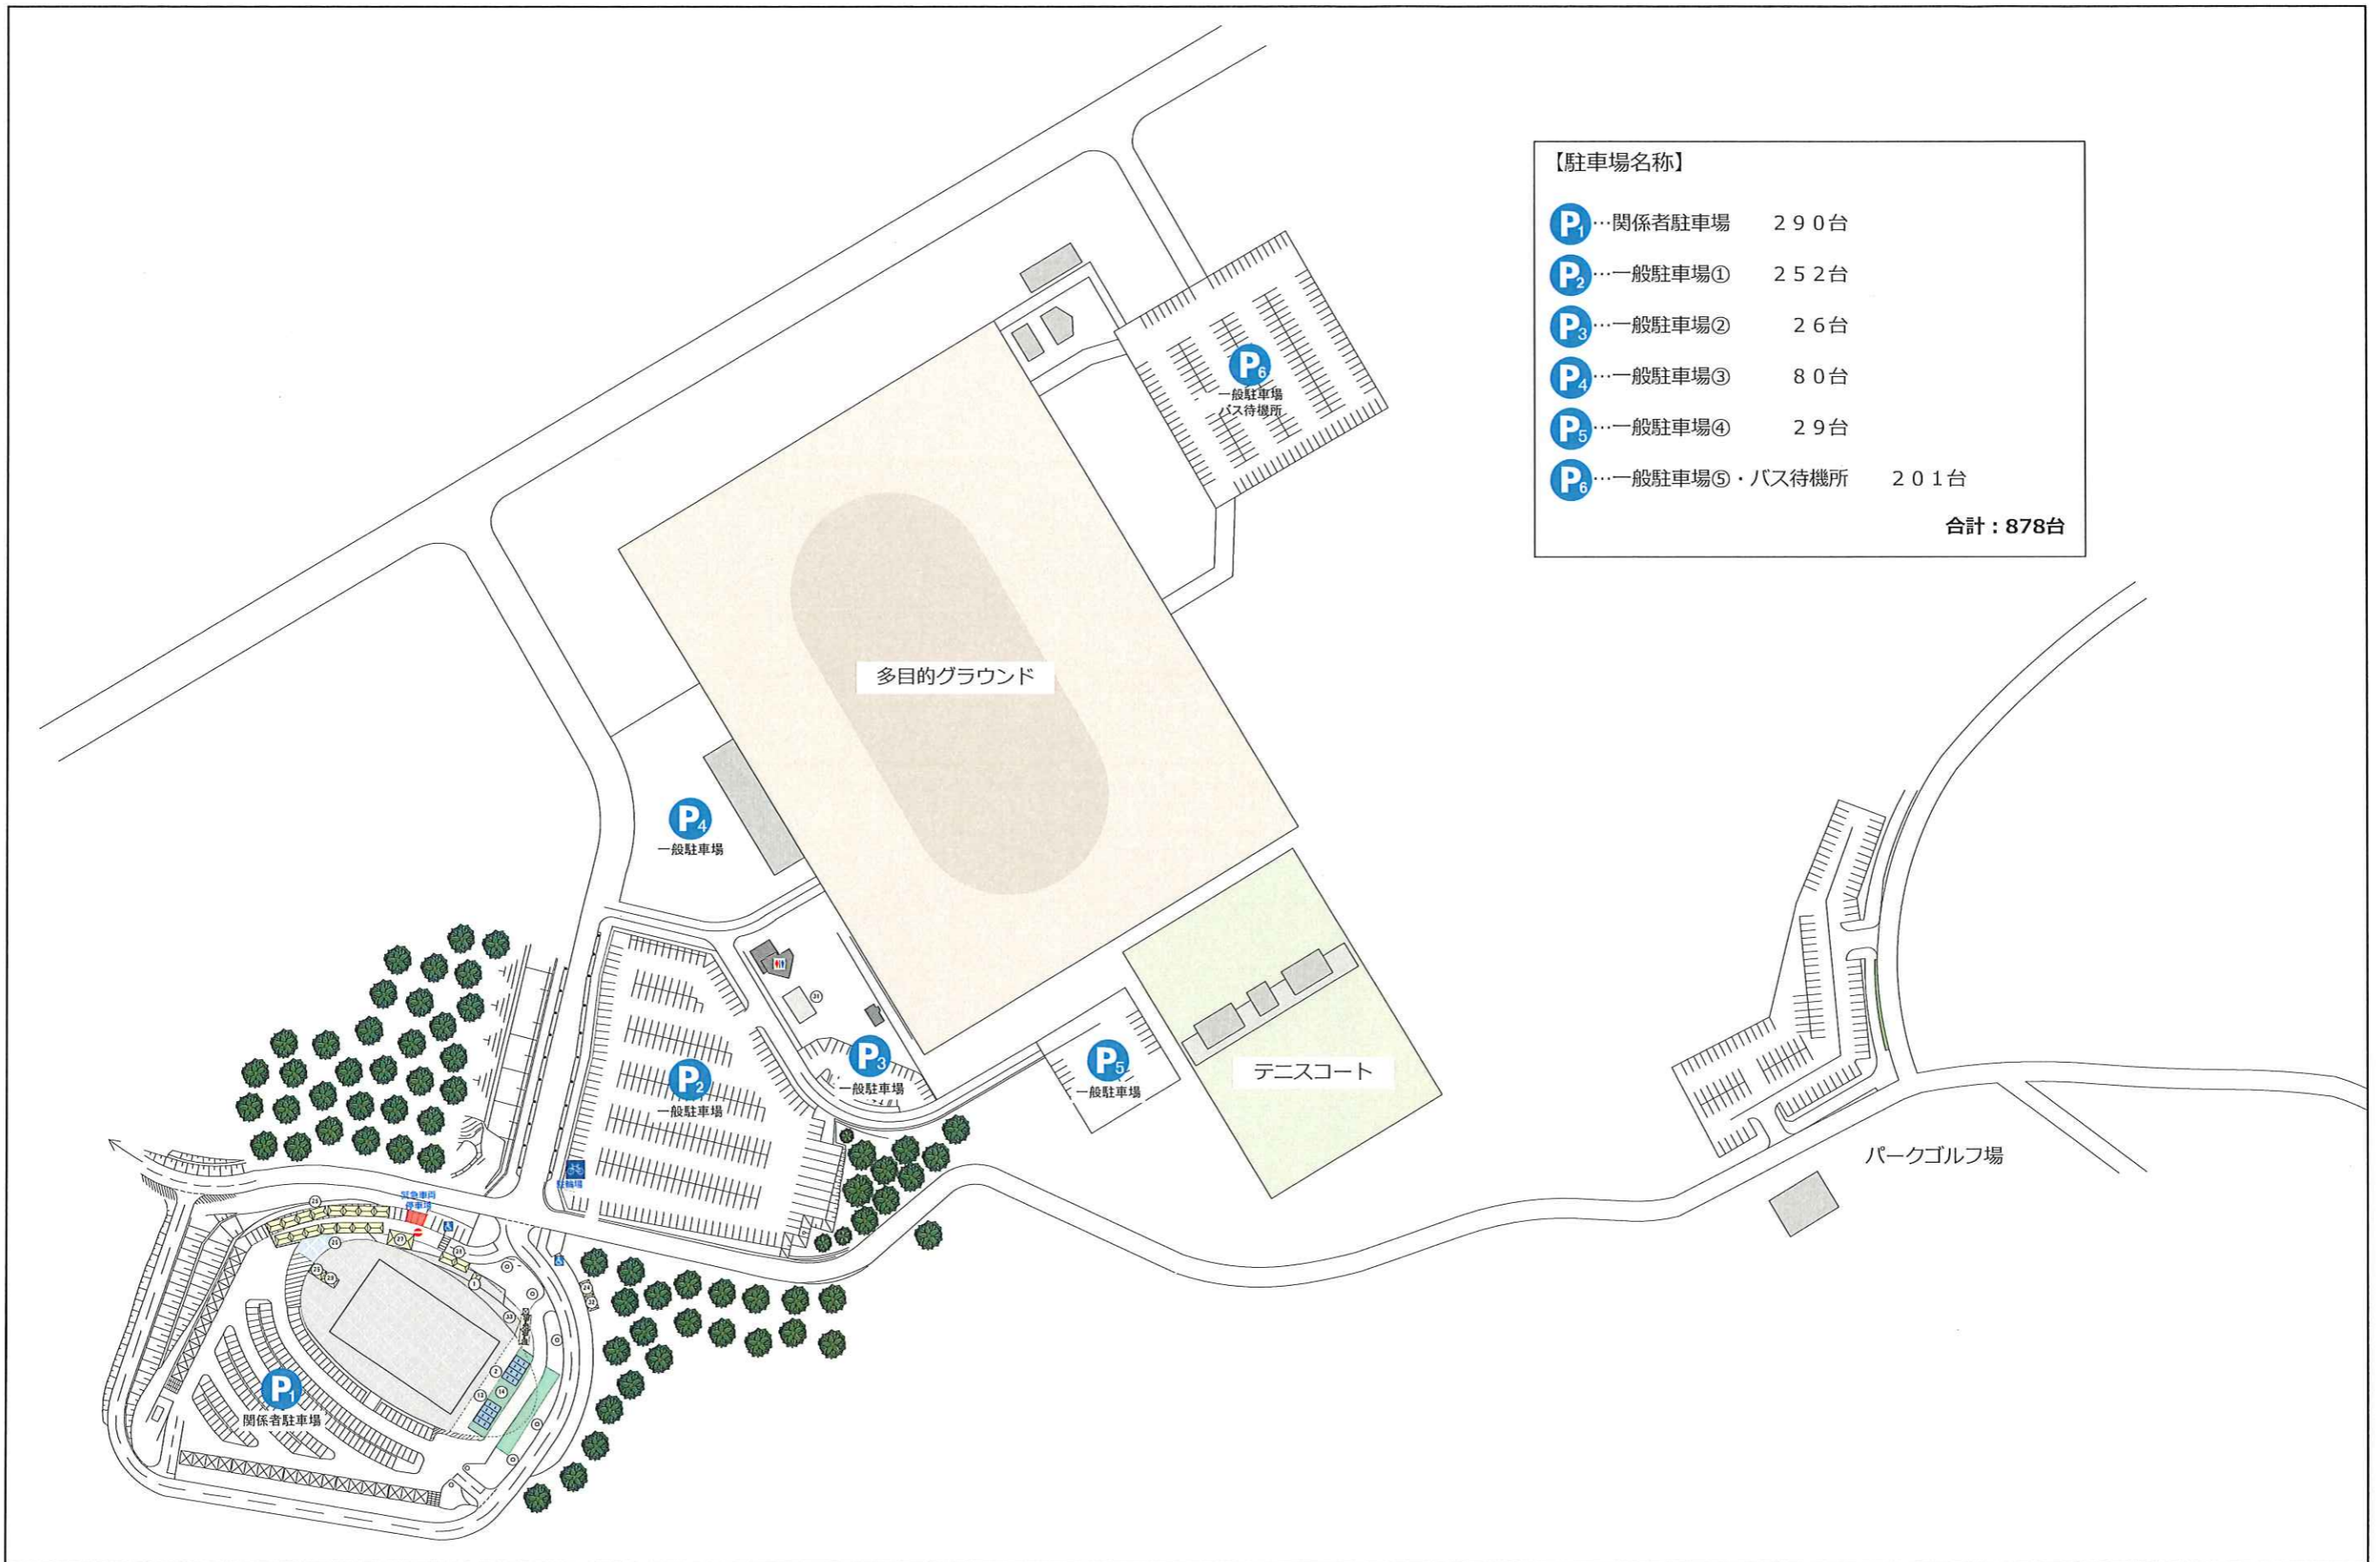 【駐車場名称】
P1…関係者駐車場 290台
P2…一般駐車場① 252台
P3…一般駐車場② 26台
P4…一般駐車場③ 80台
P5…一般駐車場④ 29台
P6…一般駐車場⑤・バス待機所 201台
合計：878台
P6
一般駐車場
バス待機所
多目的グラウンド
P4
一般駐車場
P3
一般駐車場
P5
一般駐車場
テニスコート
P2
一般駐車場
駐輪場
パークゴルフ場
緊急車両
停車場
P1
関係者駐車場